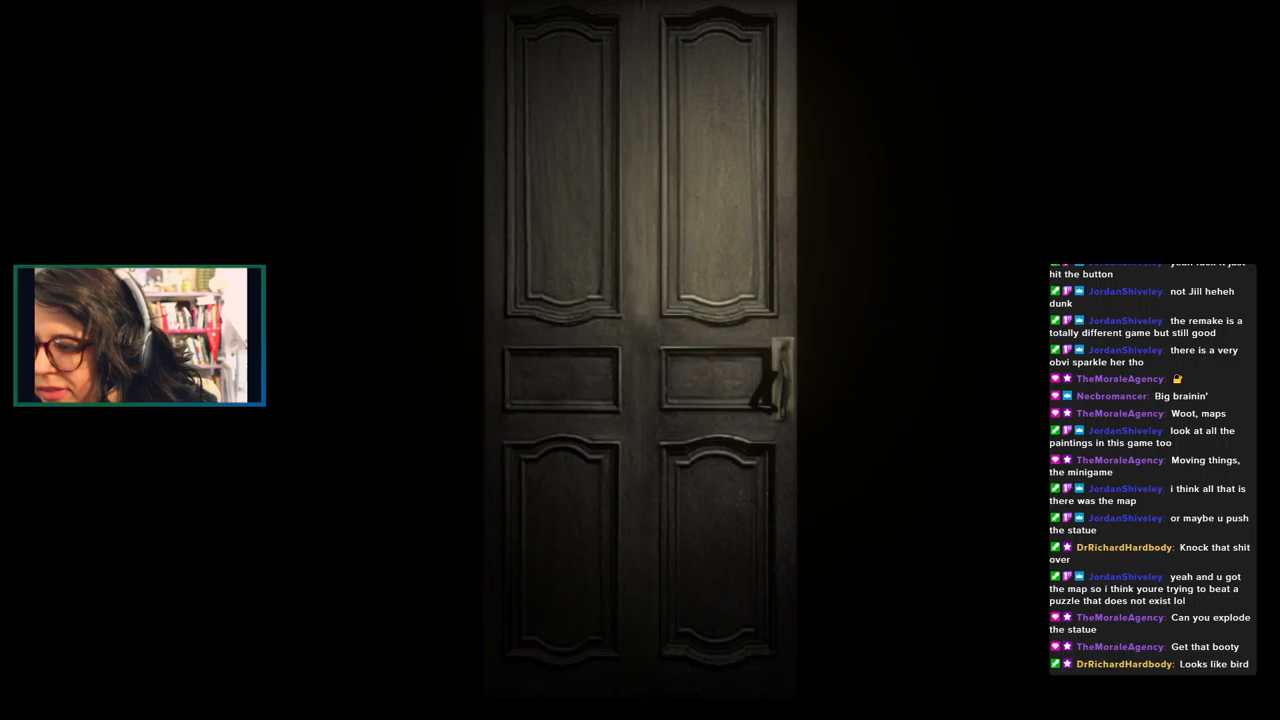 hit the button
JordanShiveley: not Jill heheh
dunk
JordanShiveley: the remake is a
totally different game but still good
JordanShiveley: there is a very
obvi sparkle her tho
TheMoraleAgency: 🔓
Necbromancer: Big brainin'
TheMoraleAgency: Woot, maps
JordanShiveley: look at all the
paintings in this game too
TheMoraleAgency: Moving things,
the minigame
JordanShiveley: i think all that is
there was the map
JordanShiveley: or maybe u push
the statue
DrRichardHardbody: Knock that shit
over
JordanShiveley: yeah and u got
the map so i think youre trying to beat a
puzzle that does not exist lol
TheMoraleAgency: Can you explode
the statue
TheMoraleAgency: Get that booty
DrRichardHardbody: Looks like bird